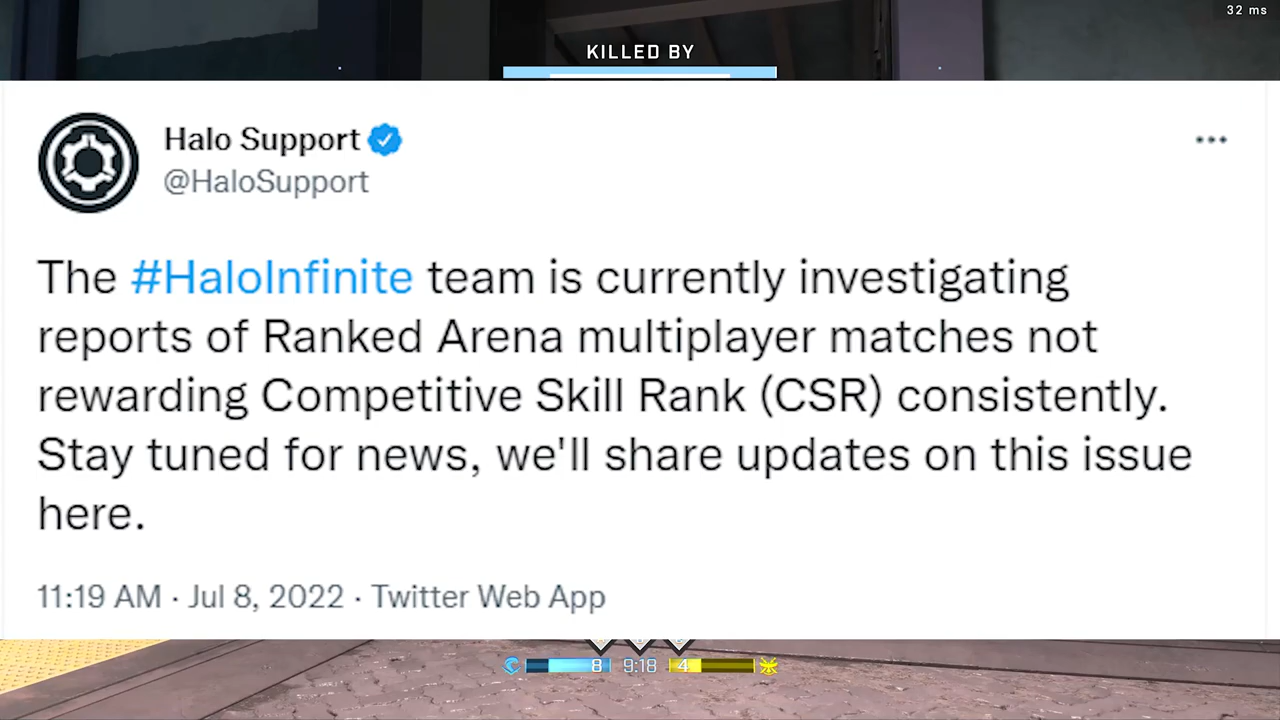 32 ms
KILLED BY
Halo Support
@HaloSupport
The #HaloInfinite team is currently investigating
reports of Ranked Arena multiplayer matches not
rewarding Competitive Skill Rank (CSR) consistently.
Stay tuned for news, we'll share updates on this issue
here.
11:19 AM · Jul 8, 2022 · Twitter Web App
8 9:18 4